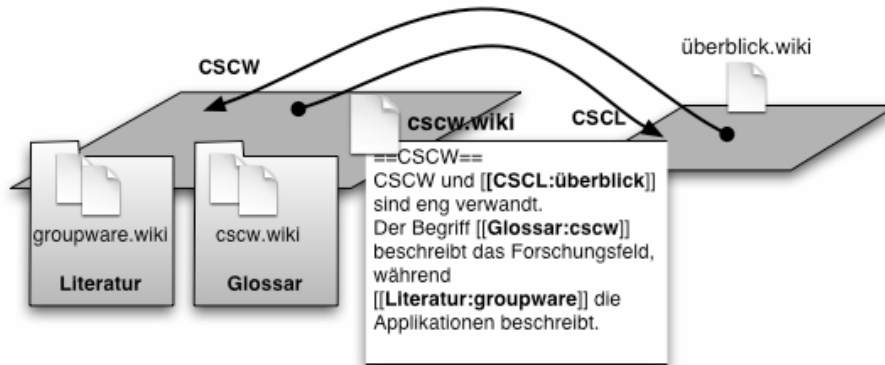 CSCW
überblick.wiki
cscw.wiki
CSCL
groupware.wiki
Literatur
cscw.wiki
Glossar
==CSCW==
CSCW und [[CSCL:überblick]]
sind eng verwandt.
Der Begriff [[Glossar:cscw]]
beschreibt das Forschungsfeld,
während
[[Literatur:groupware]] die
Applikationen beschreibt.